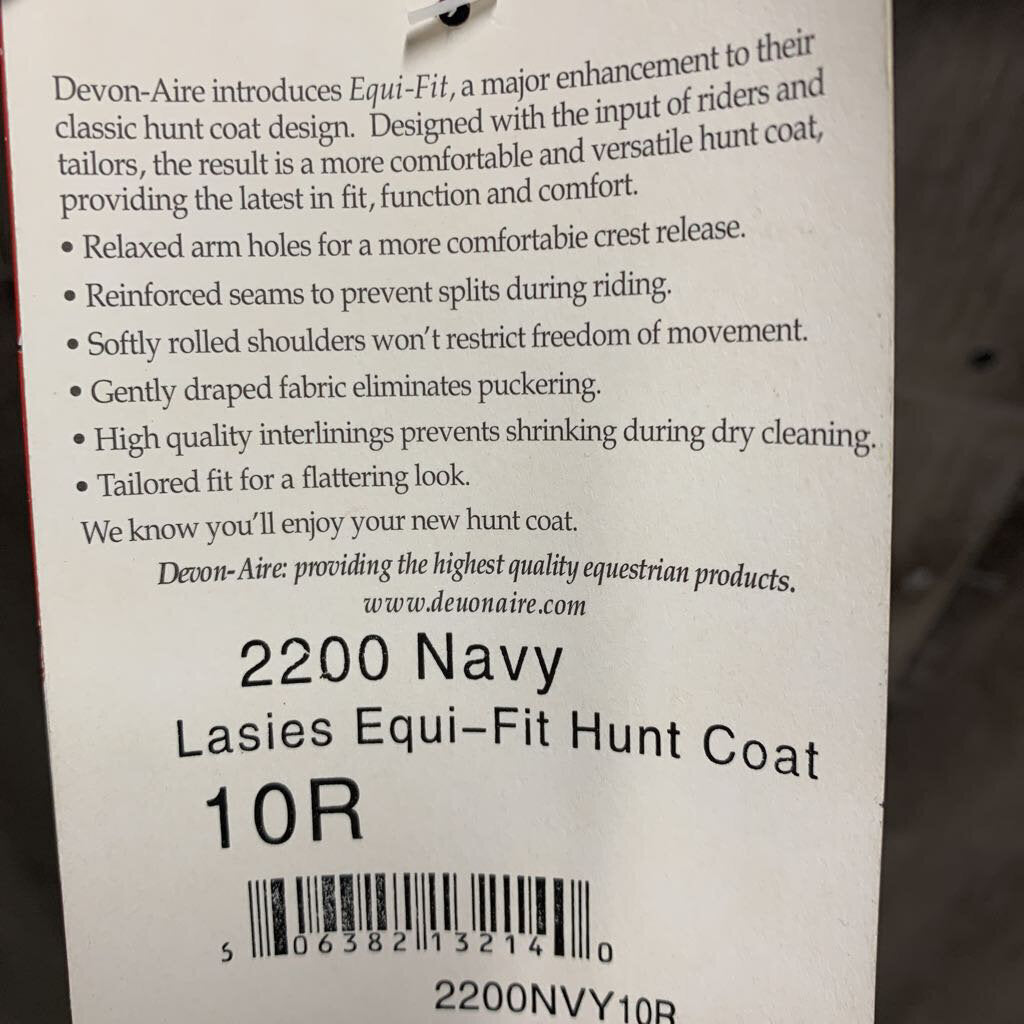 Devon-Aire introduces Equi-Fit, a major enhancement to their
classic hunt coat design. Designed with the input of riders and
tailors, the result is a more comfortable and versatile hunt coat,
providing the latest in fit, function and comfort.
• Relaxed arm holes for a more comfortabie crest release.
• Reinforced seams to prevent splits during riding.
• Softly rolled shoulders won't restrict freedom of movement.
• Gently draped fabric eliminates puckering.
• High quality interlinings prevents shrinking during dry cleaning.
• Tailored fit for a flattering look.
We know you'll enjoy your new hunt coat.
Devon-Aire: providing the highest quality equestrian products.
www.deuonaire.com
2200 Navy
Lasies Equi-Fit Hunt Coat
10R
5 06382 13214 0
2200NVY10R